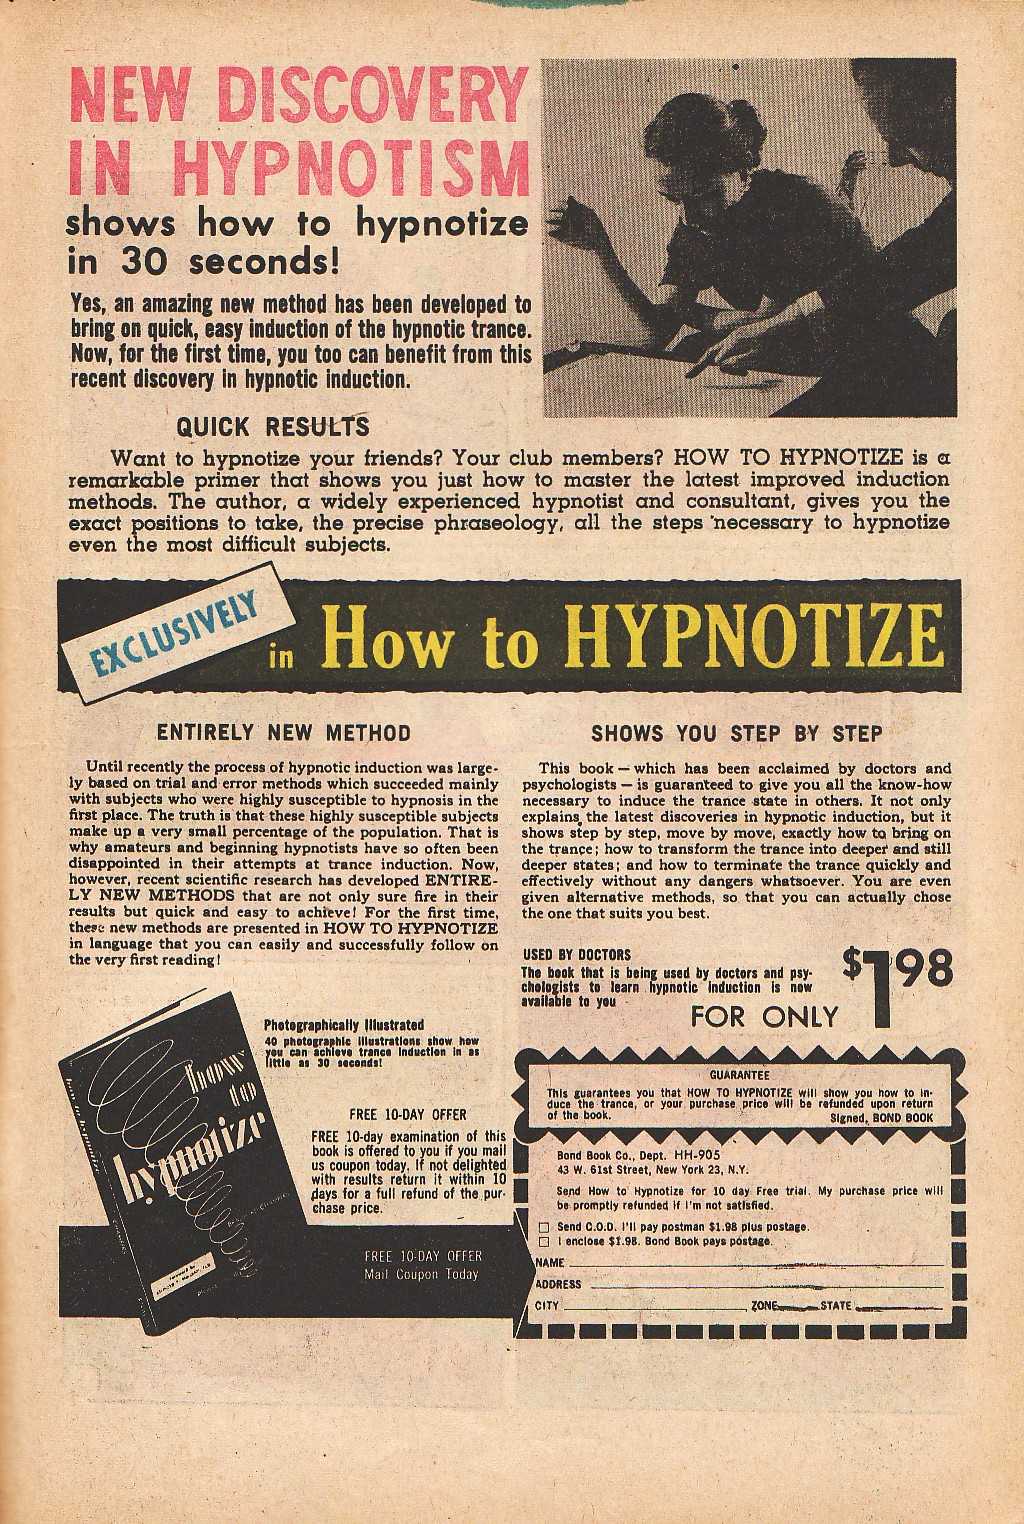 NEW DISCOVERY
IN HYPNOTISM
shows how to hypnotize
in 30 seconds!
Yes, an amazing new method has been developed to
bring on quick, easy induction of the hypnotic trance.
Now, for the first time, you too can benefit from this
recent discovery in hypnotic induction.
QUICK RESULTS
Want to hypnotize your friends? Your club members? HOW TO HYPNOTIZE is a
remarkable primer that shows you just how to master the latest improved induction
methods. The author, a widely experienced hypnotist and consultant, gives you the
exact positions to take, the precise phraseology, all the steps necessary to hypnotize
even the most difficult subjects.
EXCLUSIVELY
in How to HYPNOTIZE
ENTIRELY NEW METHOD
Until recently the process of hypnotic induction was large-
ly based on trial and error methods which succeeded mainly
with subjects who were highly susceptible to hypnosis in the
first place. The truth is that these highly susceptible subjects
make up a very small percentage of the population. That is
why amateurs and beginning hypnotists have so often been
disappointed in their attempts at trance induction. Now,
however, recent scientific research has developed ENTIRE-
LY NEW METHODS that are not only sure fire in their
results but quick and easy to achieve! For the first time,
these new methods are presented in HOW TO HYPNOTIZE
in language that you can easily and successfully follow on
the very first reading!
SHOWS YOU STEP BY STEP
This book — which has been acclaimed by doctors and
psychologists — is guaranteed to give you all the know-how
necessary to induce the trance state in others. It not only
explains the latest discoveries in hypnotic induction, but it
shows step by step, move by move, exactly how to bring on
the trance; how to transform the trance into deeper and still
deeper states; and how to terminate the trance quickly and
effectively without any dangers whatsoever. You are even
given alternative methods, so that you can actually chose
the one that suits you best.
USED BY DOCTORS
The book that is being used by doctors and psy-
chologists to learn hypnotic induction is now
available to you
FOR ONLY
$1 98
Photographically Illustrated
40 photographic illustrations show how
you can achieve trance induction in as
little as 30 seconds!
how
to
hypnotize
FREE 10-DAY OFFER
FREE 10-day examination of this
book is offered to you if you mail
us coupon today. If not delighted
with results return it within 10
days for a full refund of the pur-
chase price.
FREE 10-DAY OFFER
Mail Coupon Today
GUARANTEE
This guarantees you that HOW TO HYPNOTIZE will show you how to in-
duce the trance, or your purchase price will be refunded upon return
of the book. Signed, BOND BOOK
Bond Book Co., Dept. HH-905
43 W. 61st Street, New York 23, N.Y.
Send How to Hypnotize for 10 day Free trial. My purchase price will
be promptly refunded if I'm not satisfied.
Send C.O.D. I'll pay postman $1.98 plus postage.
I enclose $1.98. Bond Book pays postage.
NAME
ADDRESS
CITY ZONE STATE